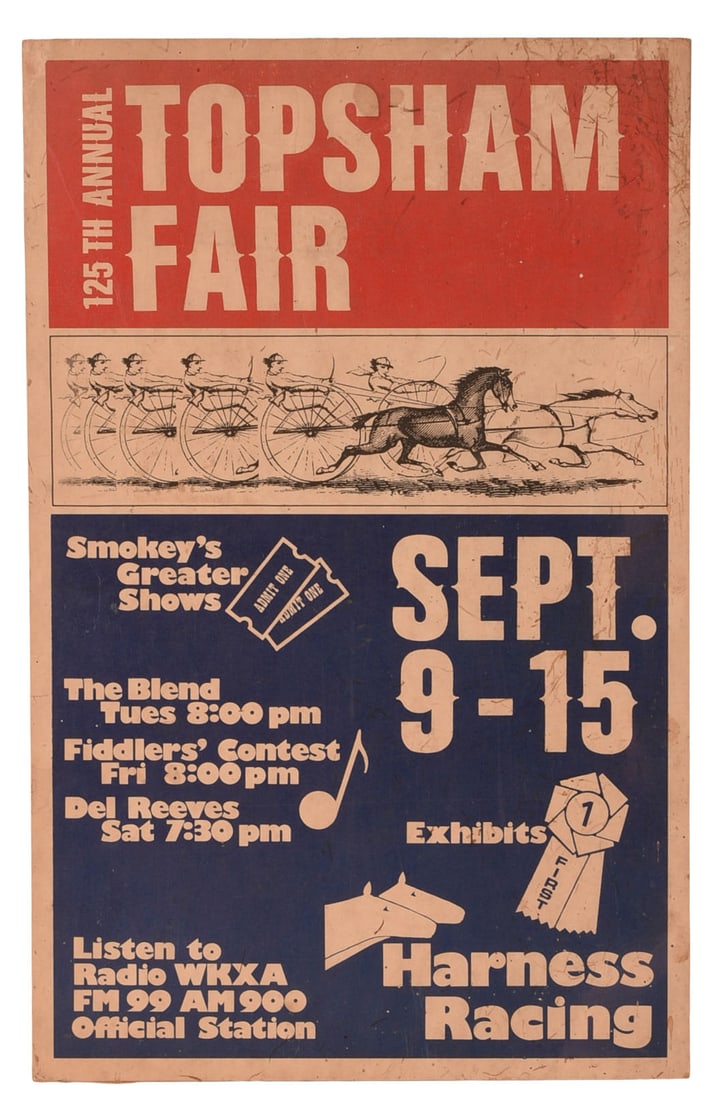 125 TH ANNUAL
TOPSHAM
FAIR
Smokey's
Greater
Shows
ADMIT ONE
ADMIT ONE
SEPT.
9 - 15
The Blend
Tues 8:00 pm
Fiddlers' Contest
Fri 8:00 pm
Del Reeves
Sat 7:30 pm
Exhibits
1
FIRST
Listen to
Radio WKXA
FM 99 AM 900
Official Station
Harness
Racing